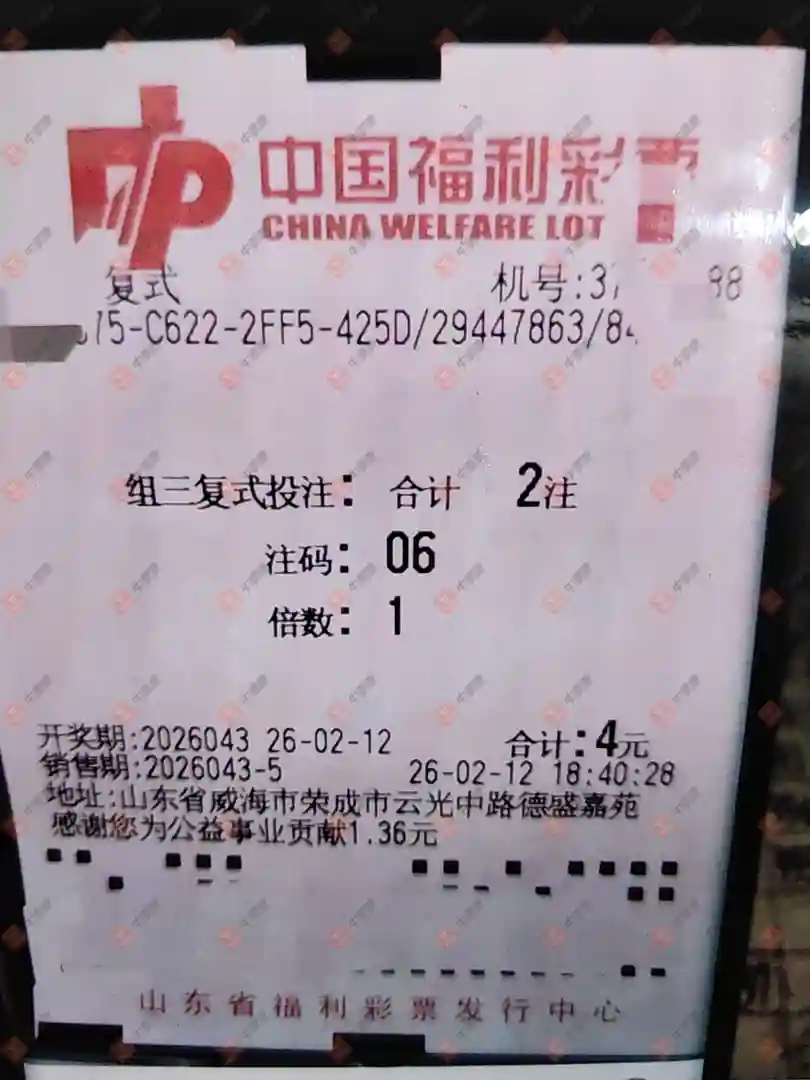 中国福利彩票
CHINA WELFARE LOT
复式 机号:37 88
75-C622-2FF5-425D/29447863/84
组三复式投注: 合计 2注
注码: 06
倍数: 1
开奖期:2026043 26-02-12 合计:4元
销售期:2026043-5 26-02-12 18:40:28
地址:山东省威海市荣成市云光中路德盛嘉苑
感谢您为公益事业贡献1.36元
山东省福利彩票发行中心